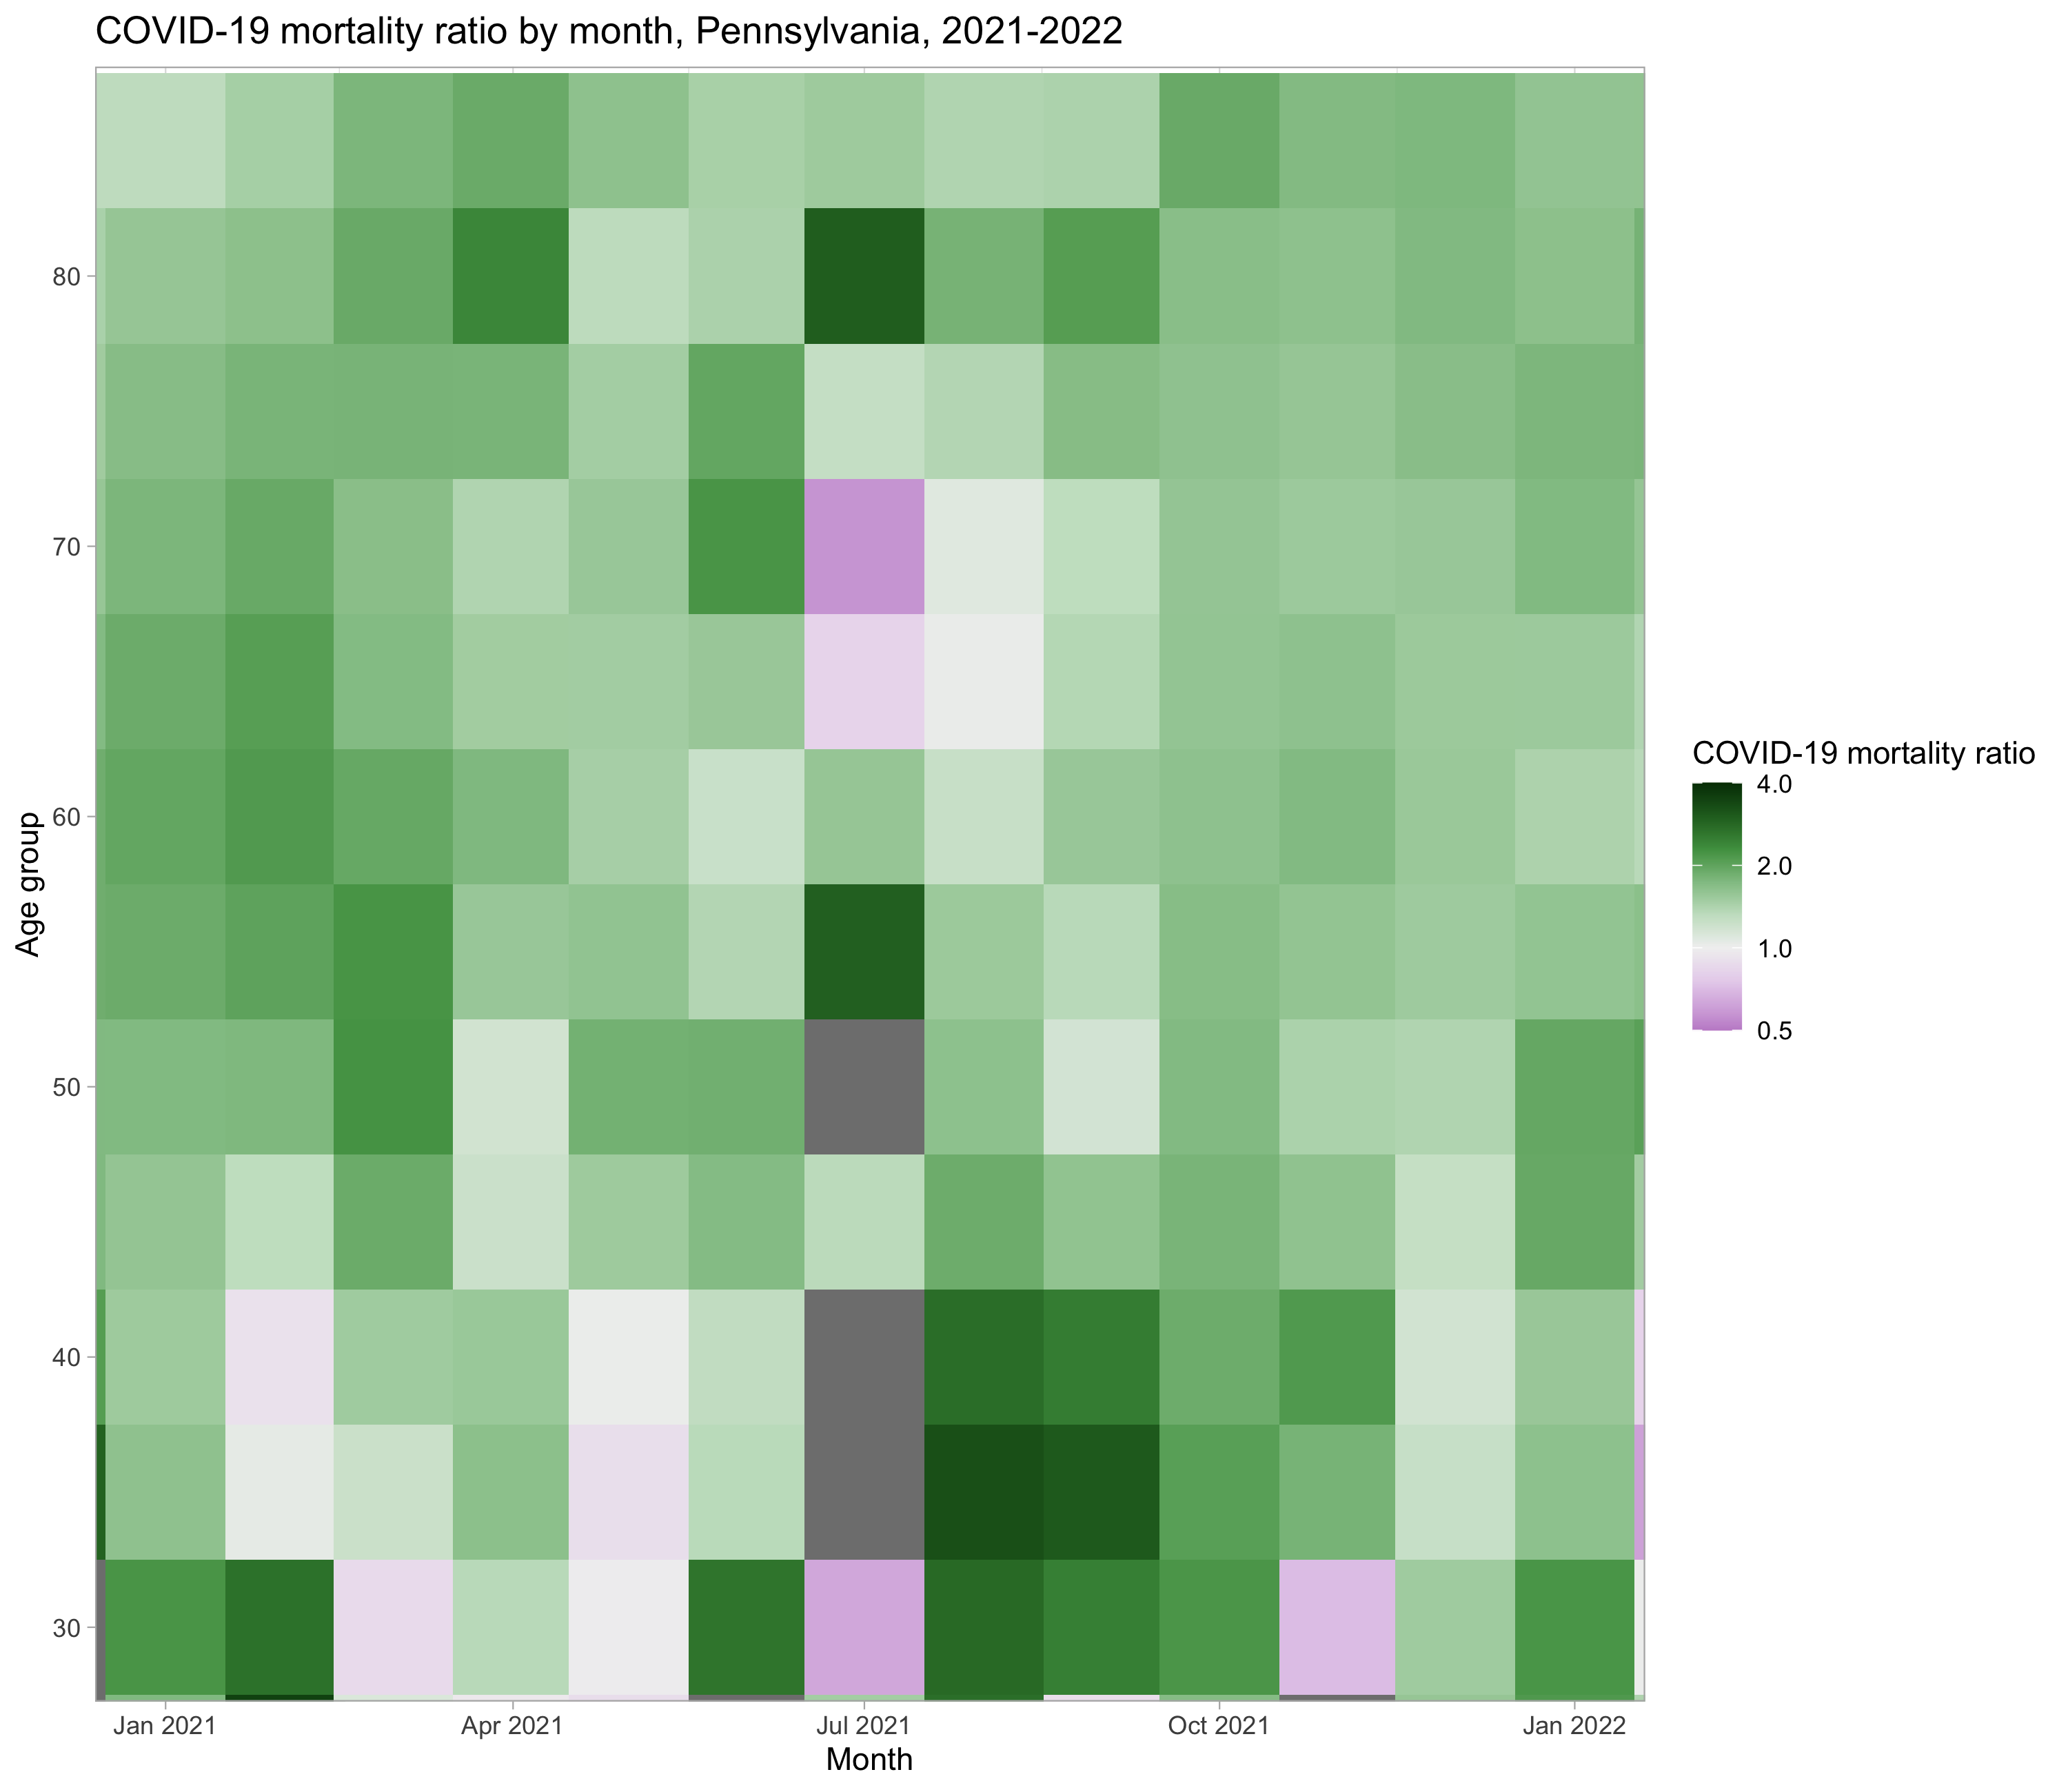 COVID-19 mortality ratio by month, Pennsylvania, 2021-2022
80
70
60
50
40
30
Age group
Jan 2021
Apr 2021
Jul 2021
Oct 2021
Jan 2022
Month
COVID-19 mortality ratio
4.0
2.0
1.0
0.5